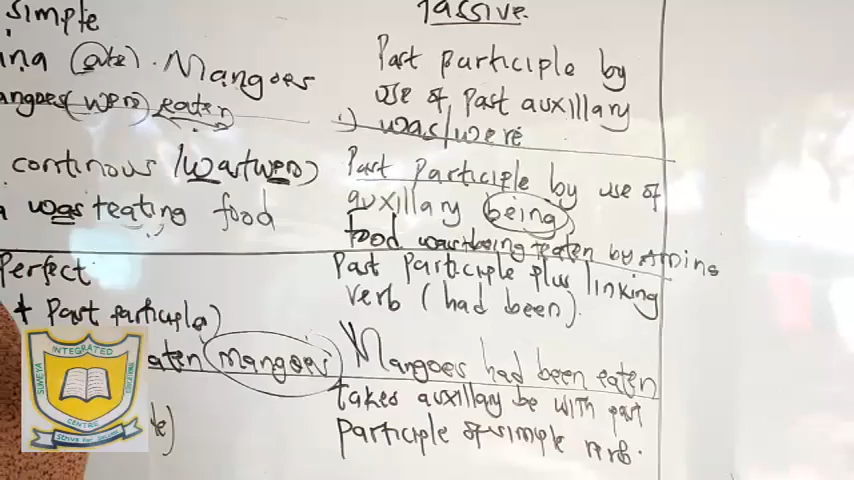 simple
Passive.
ina (ate). Mangoes
angoes (were) eaten
Past participle by
use of past auxillary
was/were
continous (was+were)
was+eating food
Past Participle by use of
auxillary being
food was+being+eaten by
Perfect
+ Past participle)
eaten mangoes
Past Participle plus linking
verb (had been).
Mangoes had been eaten
takes auxillary be with past
participle of simple verb.
SUMEYA INTEGRATED
CENTRE